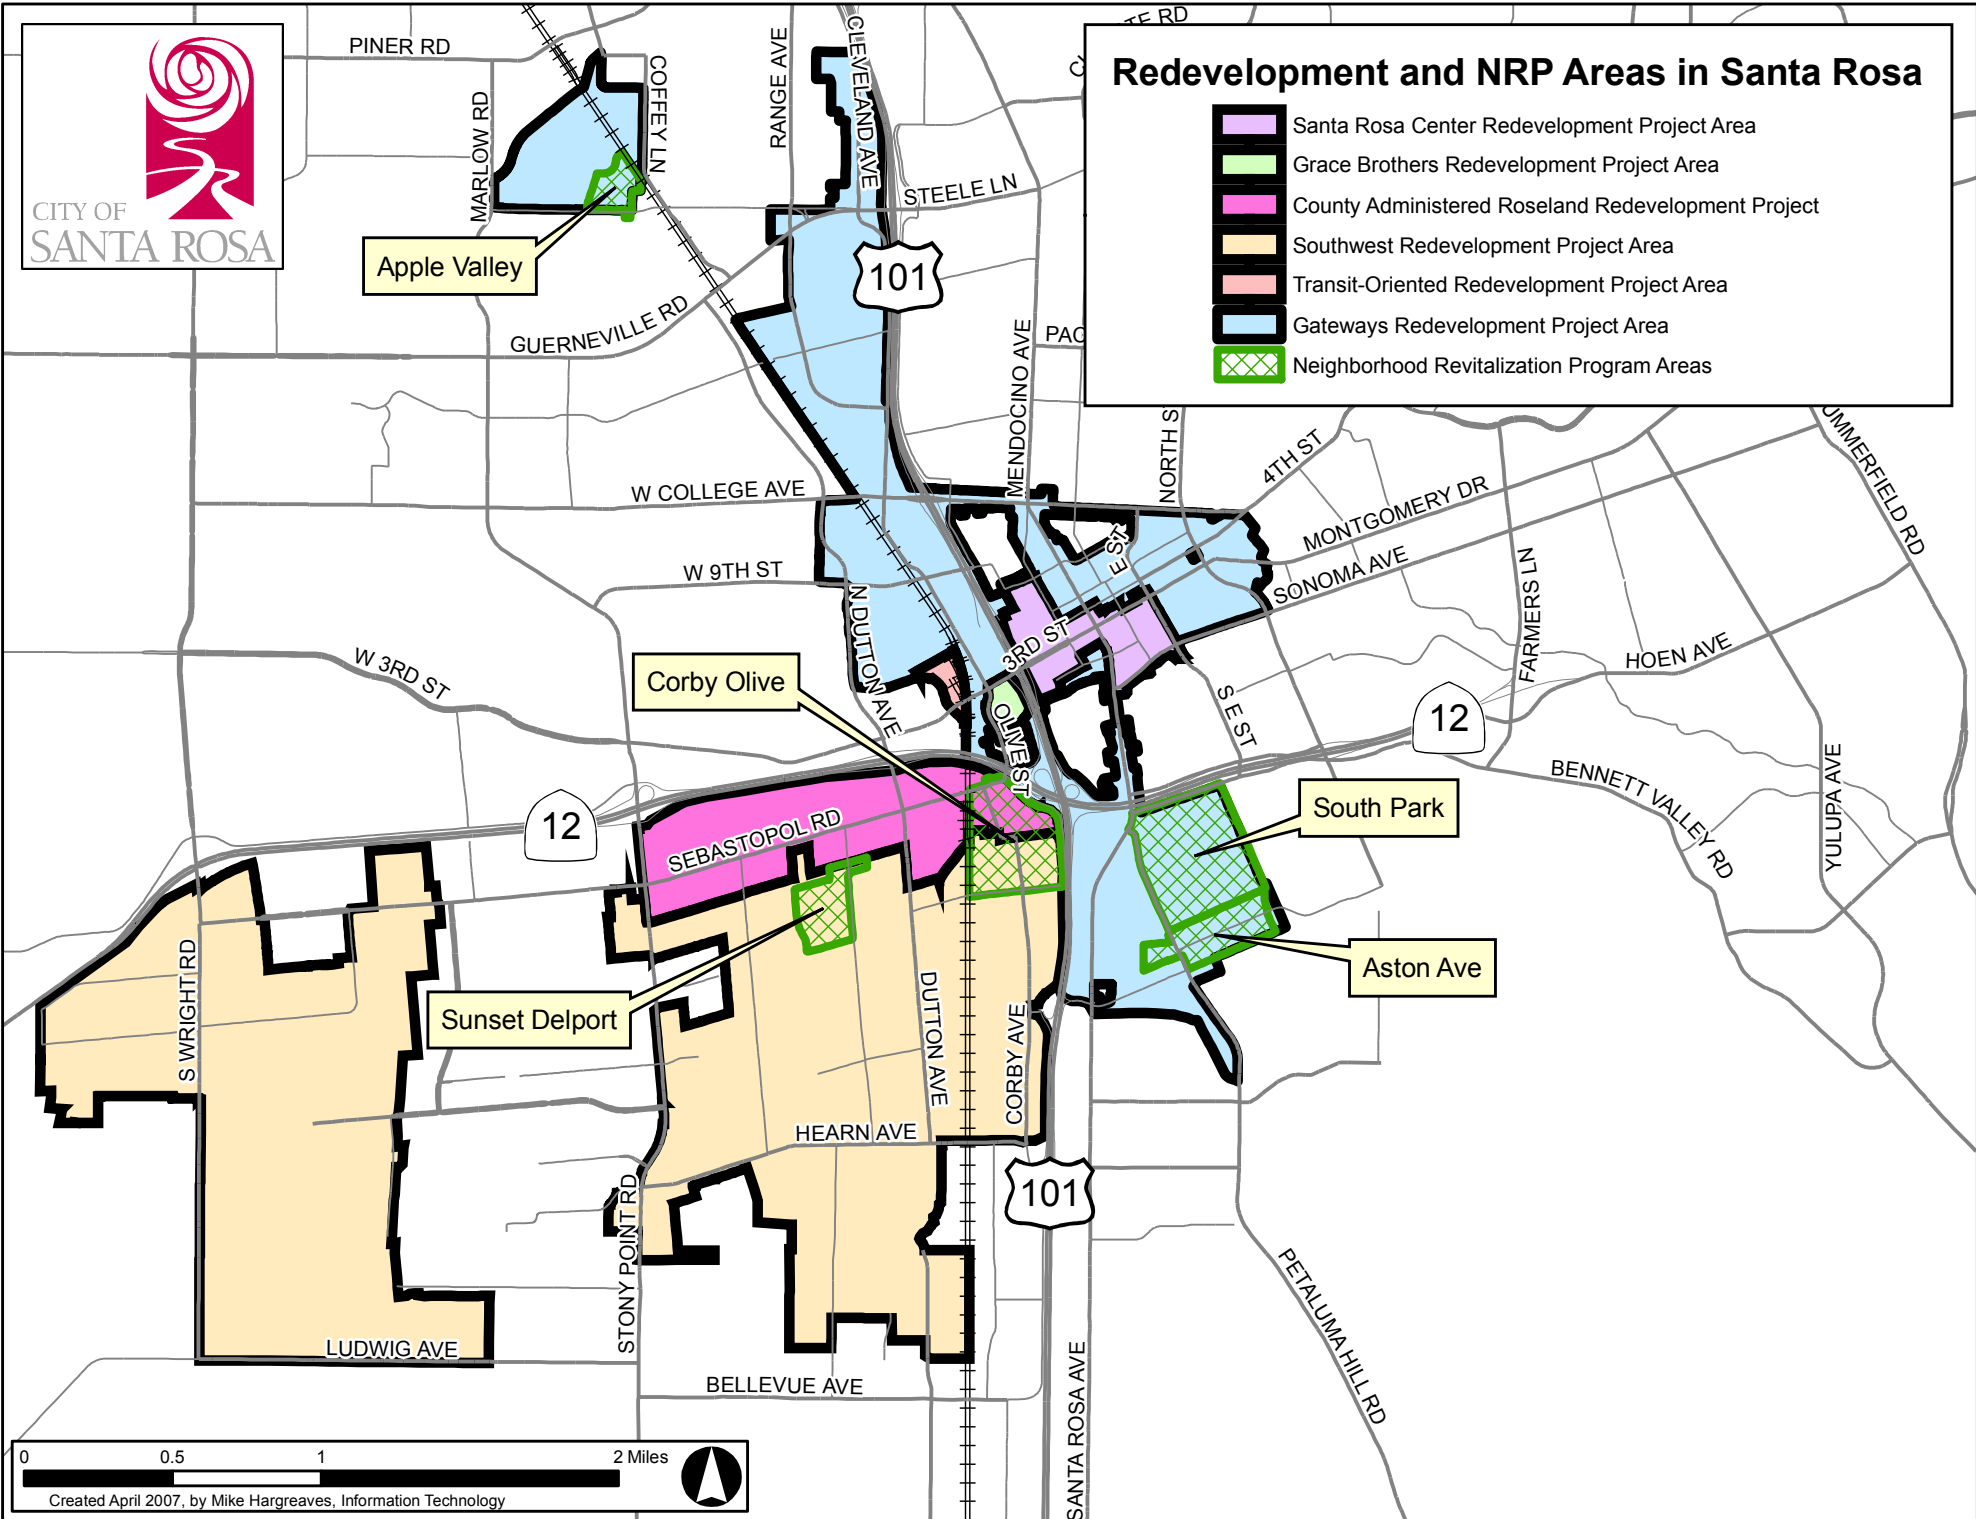 CITY OF
SANTA ROSA
Redevelopment and NRP Areas in Santa Rosa
Santa Rosa Center Redevelopment Project Area
Grace Brothers Redevelopment Project Area
County Administered Roseland Redevelopment Project
Southwest Redevelopment Project Area
Transit-Oriented Redevelopment Project Area
Gateways Redevelopment Project Area
Neighborhood Revitalization Program Areas
PINER RD
MARLOW RD
COFFEY LN
RANGE AVE
CLEVELAND AVE
STEELE LN
Apple Valley
101
GUERNEVILLE RD
MENDOCINO AVE
NORTH S
4TH ST
MONTGOMERY DR
SONOMA AVE
FARMERS LN
UMMERFIELD RD
W COLLEGE AVE
W 9TH ST
N DUTTON AVE
E ST
3RD ST
HOEN AVE
W 3RD ST
Corby Olive
OLIVE ST
S E ST
12
BENNETT VALLEY RD
YULUPA AVE
South Park
12
SEBASTOPOL RD
Aston Ave
Sunset Delport
S WRIGHT RD
DUTTON AVE
CORBY AVE
HEARN AVE
101
STONY POINT RD
LUDWIG AVE
BELLEVUE AVE
SANTA ROSA AVE
PETALUMA HILL RD
0 0.5 1 2 Miles
Created April 2007, by Mike Hargreaves, Information Technology